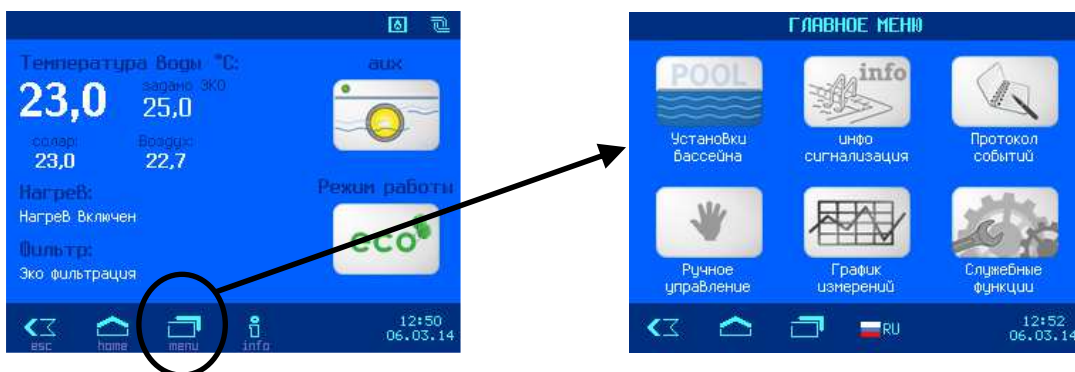 Температура воды °C:
23,0
задано ЭКО
25,0
солар:
23,0
Воздух:
22,7
Нагрев:
Нагрев Включен
Фильтр:
Эко фильтрация
aux
Режим работы
eco
esc
home
menu
info
12:50
06.03.14
ГЛАВНОЕ МЕНЮ
POOL
Установки
бассейна
info
инфо
сигнализация
Протокол
событий
Ручное
управление
График
измерений
Служебные
функции
RU
12:52
06.03.14